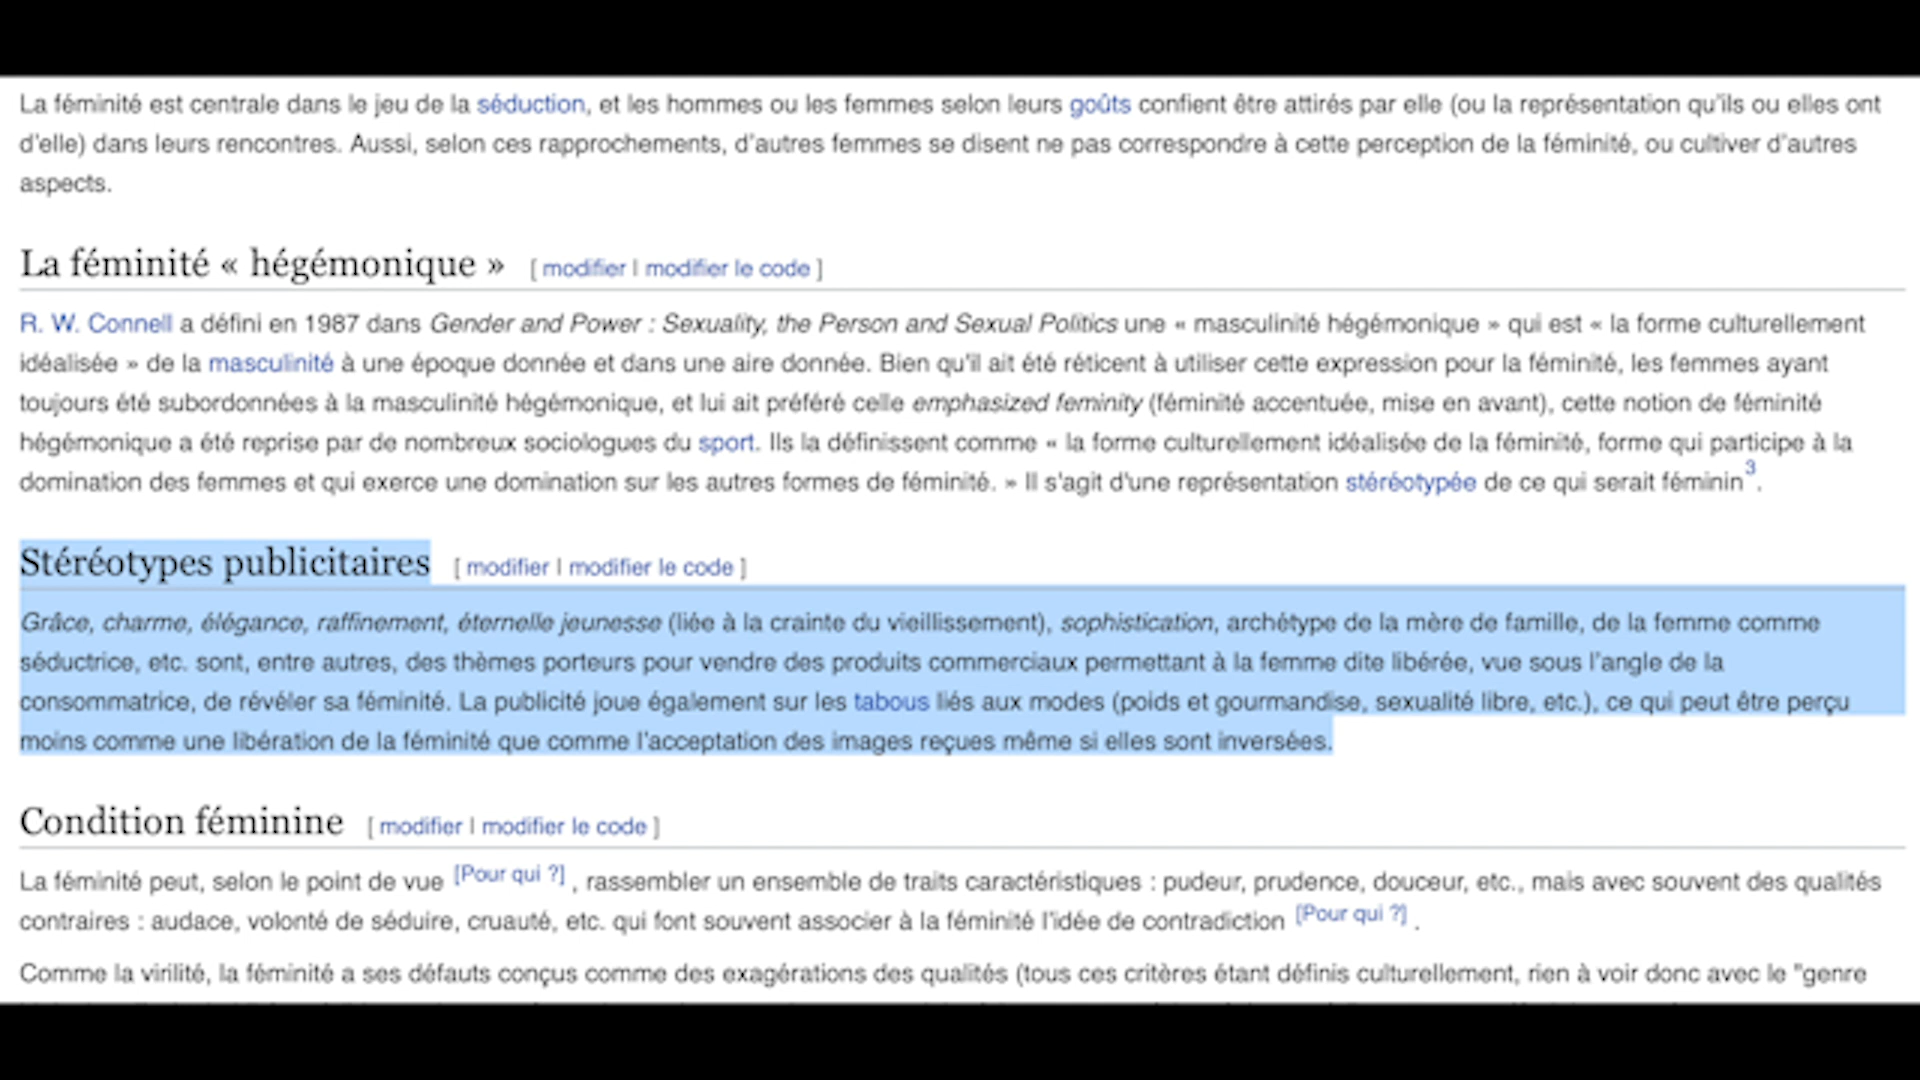 La féminité est centrale dans le jeu de la séduction, et les hommes ou les femmes selon leurs goûts confient être attirés par elle (ou la représentation qu'ils ou elles ont
d'elle) dans leurs rencontres. Aussi, selon ces rapprochements, d'autres femmes se disent ne pas correspondre à cette perception de la féminité, ou cultiver d'autres
aspects.
La féminité « hégémonique » [ modifier | modifier le code ]
R. W. Connell a défini en 1987 dans Gender and Power : Sexuality, the Person and Sexual Politics une « masculinité hégémonique » qui est « la forme culturellement
idéalisée » de la masculinité à une époque donnée et dans une aire donnée. Bien qu'il ait été réticent à utiliser cette expression pour la féminité, les femmes ayant
toujours été subordonnées à la masculinité hégémonique, et lui ait préféré celle emphasized feminity (féminité accentuée, mise en avant), cette notion de féminité
hégémonique a été reprise par de nombreux sociologues du sport. Ils la définissent comme « la forme culturellement idéalisée de la féminité, forme qui participe à la
domination des femmes et qui exerce une domination sur les autres formes de féminité. » Il s'agit d'une représentation stéréotypée de ce qui serait féminin3.
Stéréotypes publicitaires [ modifier | modifier le code ]
Grâce, charme, élégance, raffinement, éternelle jeunesse (liée à la crainte du vieillissement), sophistication, archétype de la mère de famille, de la femme comme
séductrice, etc. sont, entre autres, des thèmes porteurs pour vendre des produits commerciaux permettant à la femme dite libérée, vue sous l'angle de la
consommatrice, de révéler sa féminité. La publicité joue également sur les tabous liés aux modes (poids et gourmandise, sexualité libre, etc.), ce qui peut être perçu
moins comme une libération de la féminité que comme l'acceptation des images reçues même si elles sont inversées.
Condition féminine [ modifier | modifier le code ]
La féminité peut, selon le point de vue [Pour qui ?] , rassembler un ensemble de traits caractéristiques : pudeur, prudence, douceur, etc., mais avec souvent des qualités
contraires : audace, volonté de séduire, cruauté, etc. qui font souvent associer à la féminité l'idée de contradiction [Pour qui ?] .
Comme la virilité, la féminité a ses défauts conçus comme des exagérations des qualités (tous ces critères étant définis culturellement, rien à voir donc avec le "genre